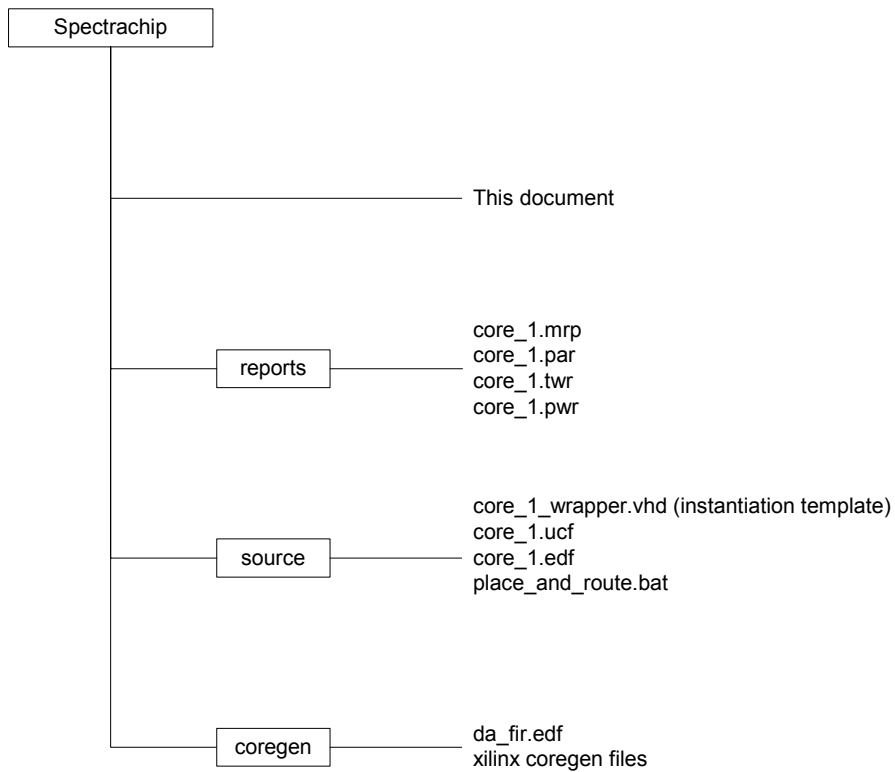 Spectrachip
This document
reports
core_1.mrp
core_1.par
core_1.twr
core_1.pwr
source
core_1_wrapper.vhd (instantiation template)
core_1.ucf
core_1.edf
place_and_route.bat
coregen
da_fir.edf
xilinx coregen files